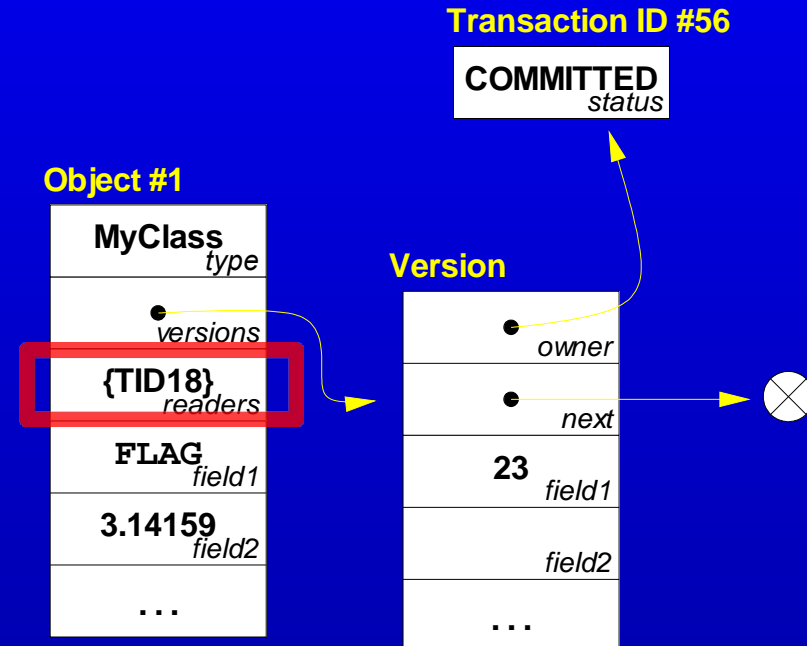 Transaction ID #56
COMMITTED
status
Object #1
MyClass
type
versions
{TID18}
readers
FLAG
field1
3.14159
field2
...
Version
owner
next
23
field1
field2
...